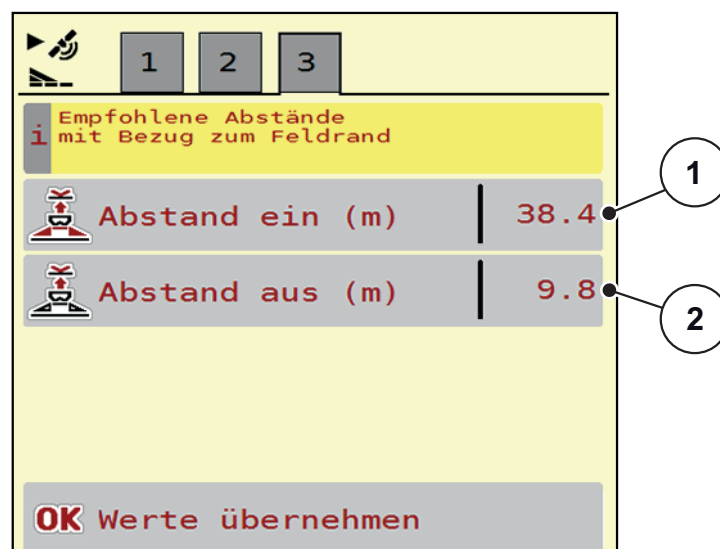 1 2 3
i Empfohlene Abstände
mit Bezug zum Feldrand
Abstand ein (m) 38.4
Abstand aus (m) 9.8
OK Werte übernehmen
1
2